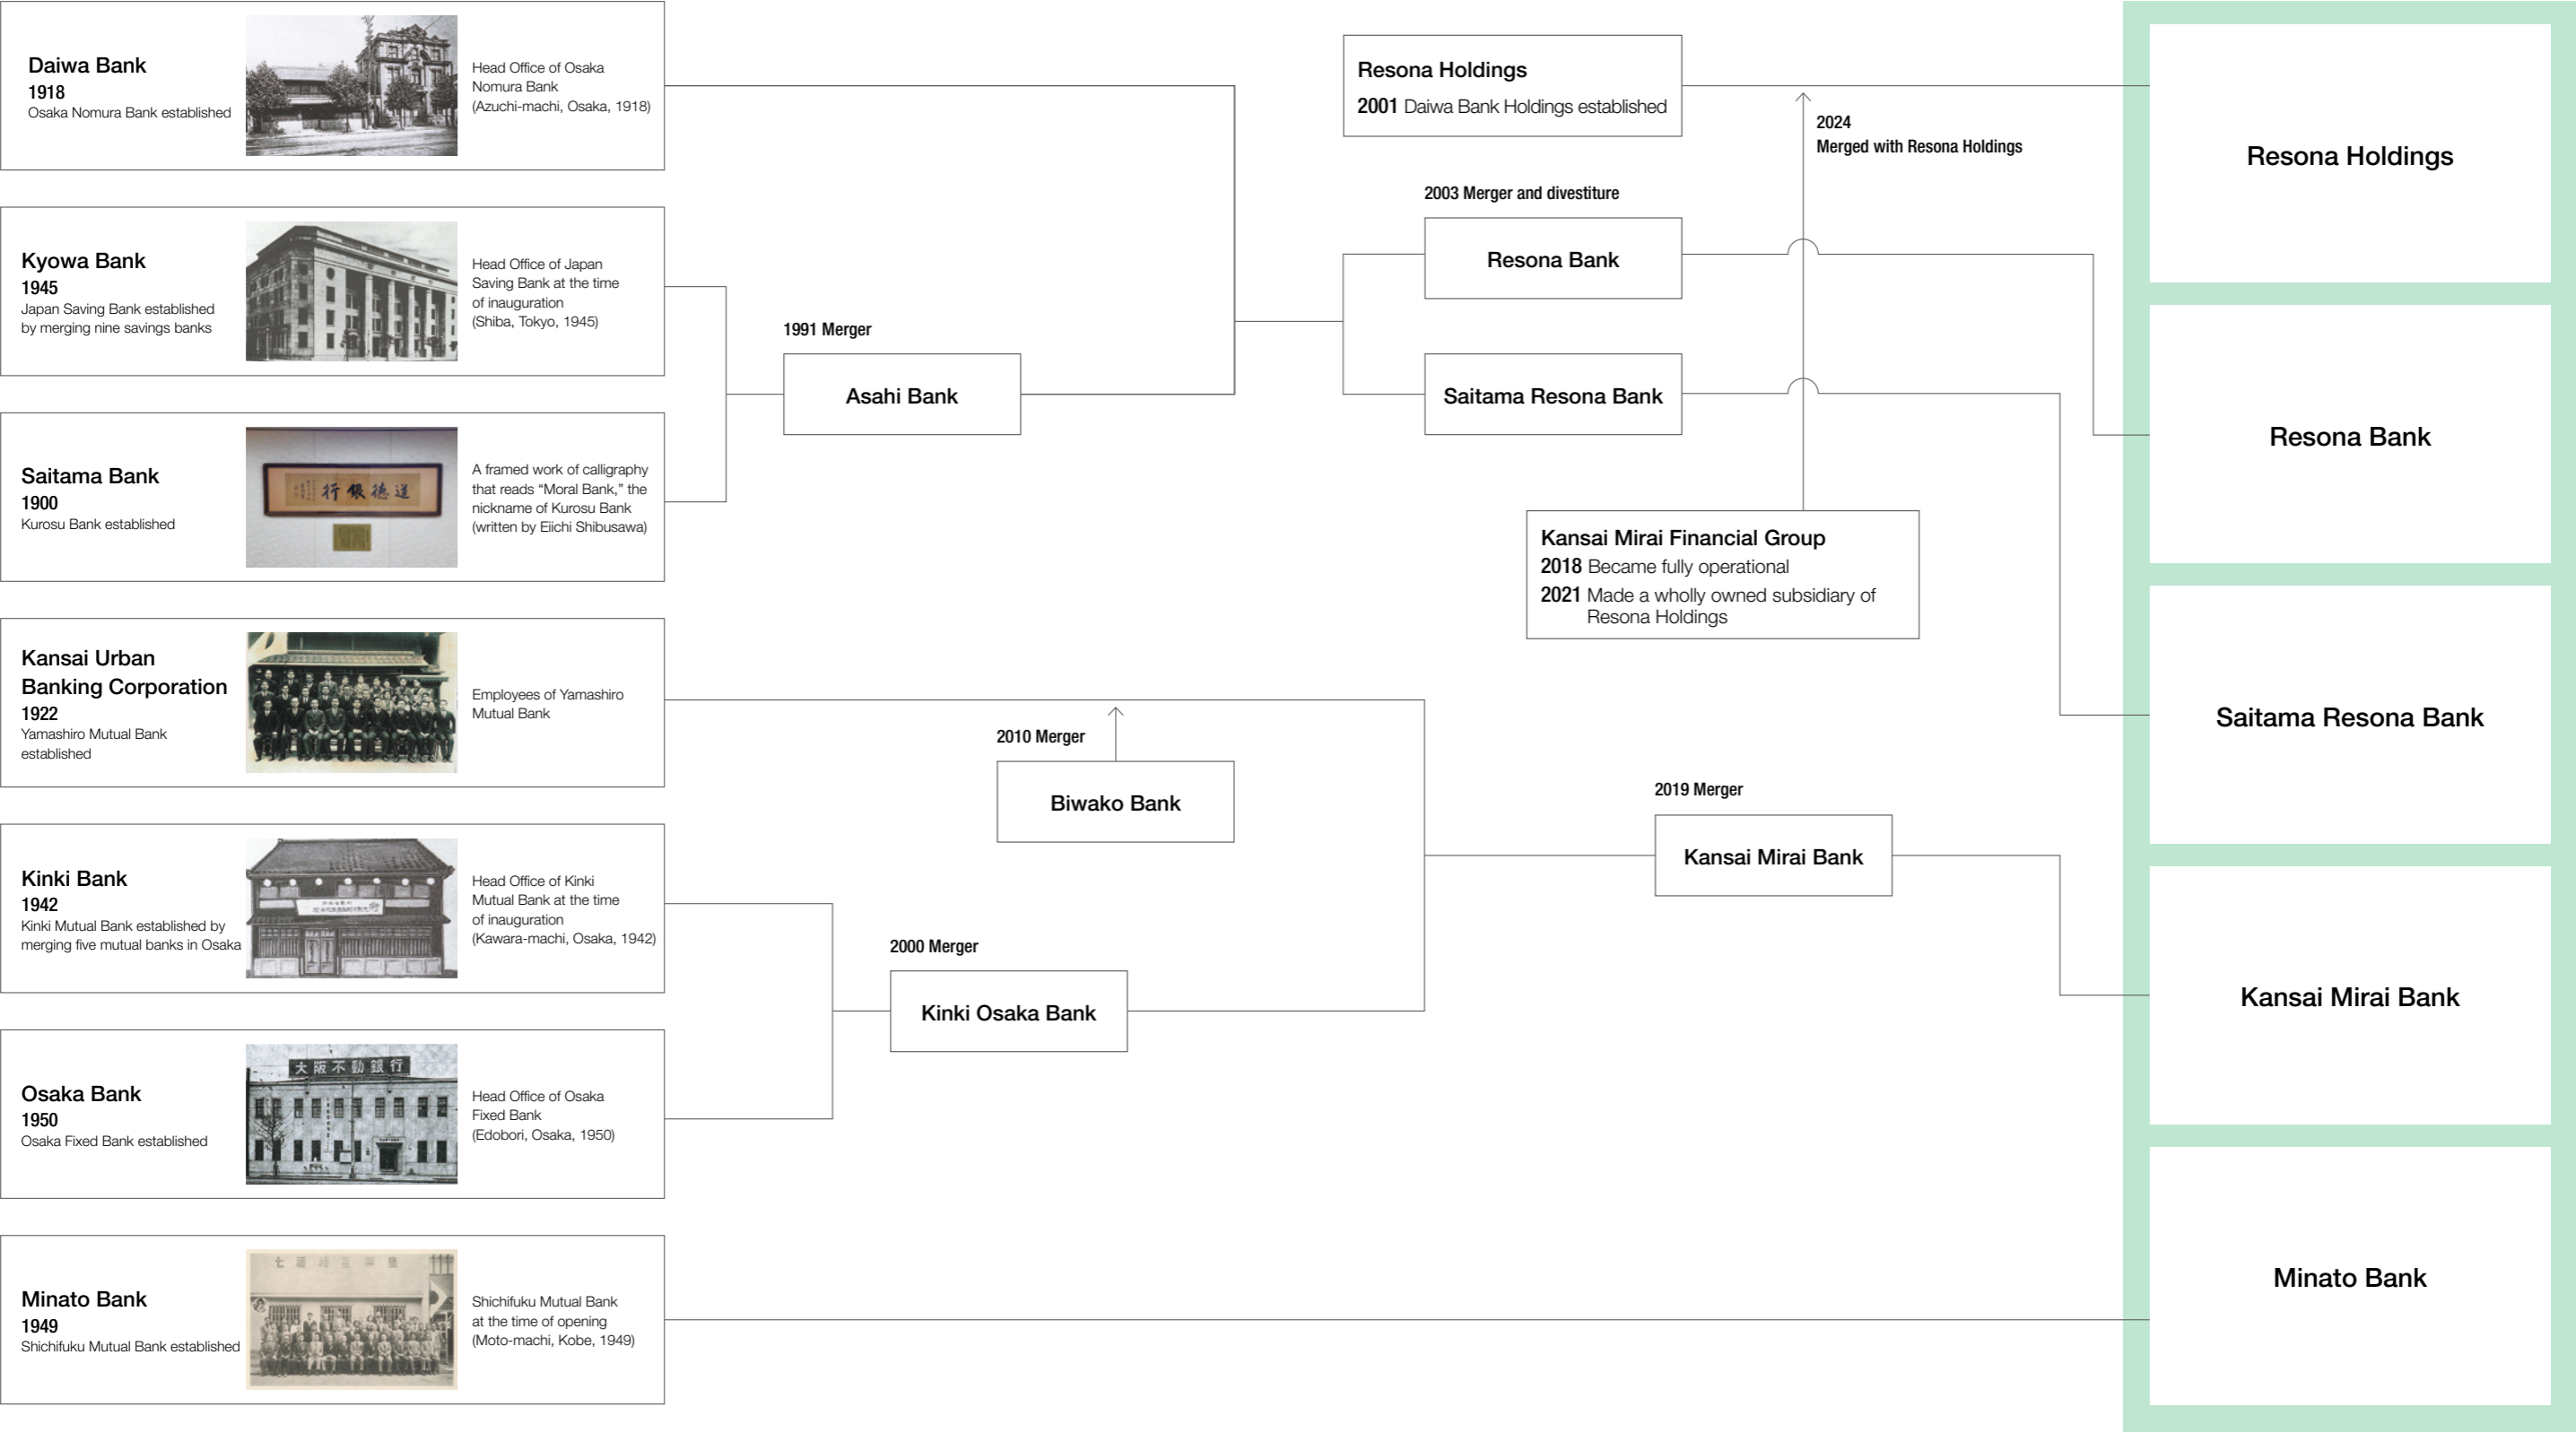 Daiwa Bank
1918
Osaka Nomura Bank established
Head Office of Osaka
Nomura Bank
(Azuchi-machi, Osaka, 1918)
Kyowa Bank
1945
Japan Saving Bank established
by merging nine savings banks
Head Office of Japan
Saving Bank at the time
of inauguration
(Shiba, Tokyo, 1945)
Saitama Bank
1900
Kurosu Bank established
行銀徳道
A framed work of calligraphy
that reads “Moral Bank,” the
nickname of Kurosu Bank
(written by Eiichi Shibusawa)
Kansai Urban
Banking Corporation
1922
Yamashiro Mutual Bank
established
Employees of Yamashiro
Mutual Bank
Kinki Bank
1942
Kinki Mutual Bank established by
merging five mutual banks in Osaka
Head Office of Kinki
Mutual Bank at the time
of inauguration
(Kawara-machi, Osaka, 1942)
Osaka Bank
1950
Osaka Fixed Bank established
大阪不動銀行
Head Office of Osaka
Fixed Bank
(Edobori, Osaka, 1950)
Minato Bank
1949
Shichifuku Mutual Bank established
Shichifuku Mutual Bank
at the time of opening
(Moto-machi, Kobe, 1949)
1991 Merger
Asahi Bank
2010 Merger
Biwako Bank
2000 Merger
Kinki Osaka Bank
Resona Holdings
2001 Daiwa Bank Holdings established
2024
Merged with Resona Holdings
2003 Merger and divestiture
Resona Bank
Saitama Resona Bank
Kansai Mirai Financial Group
2018 Became fully operational
2021 Made a wholly owned subsidiary of
Resona Holdings
2019 Merger
Kansai Mirai Bank
Resona Holdings
Resona Bank
Saitama Resona Bank
Kansai Mirai Bank
Minato Bank